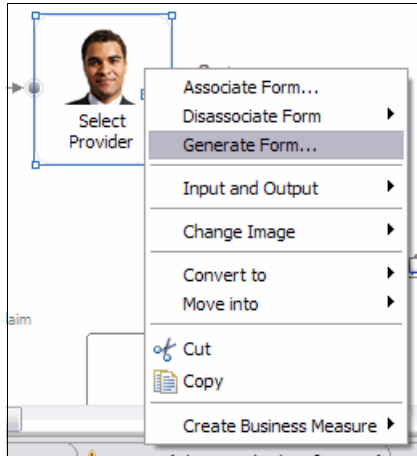 Select
Provider
Associate Form...
Disassociate Form
Generate Form...
Input and Output
Change Image
Convert to
Move into
aim
Cut
Copy
Create Business Measure